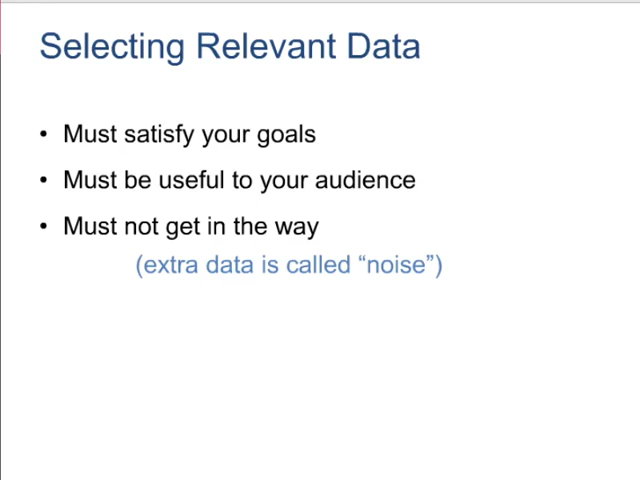 Selecting Relevant Data
• Must satisfy your goals
• Must be useful to your audience
• Must not get in the way
(extra data is called “noise”)